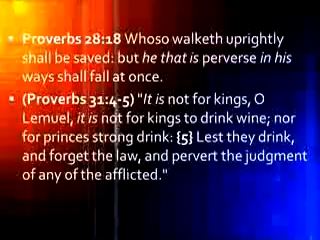 Proverbs 28:18 Whoso walketh uprightly
shall be saved: but he that is perverse in his
ways shall fall at once.
(Proverbs 31:4-5) "It is not for kings, O
Lemuel, it is not for kings to drink wine; nor
for princes strong drink: {5} Lest they drink,
and forget the law, and pervert the judgment
of any of the afflicted."